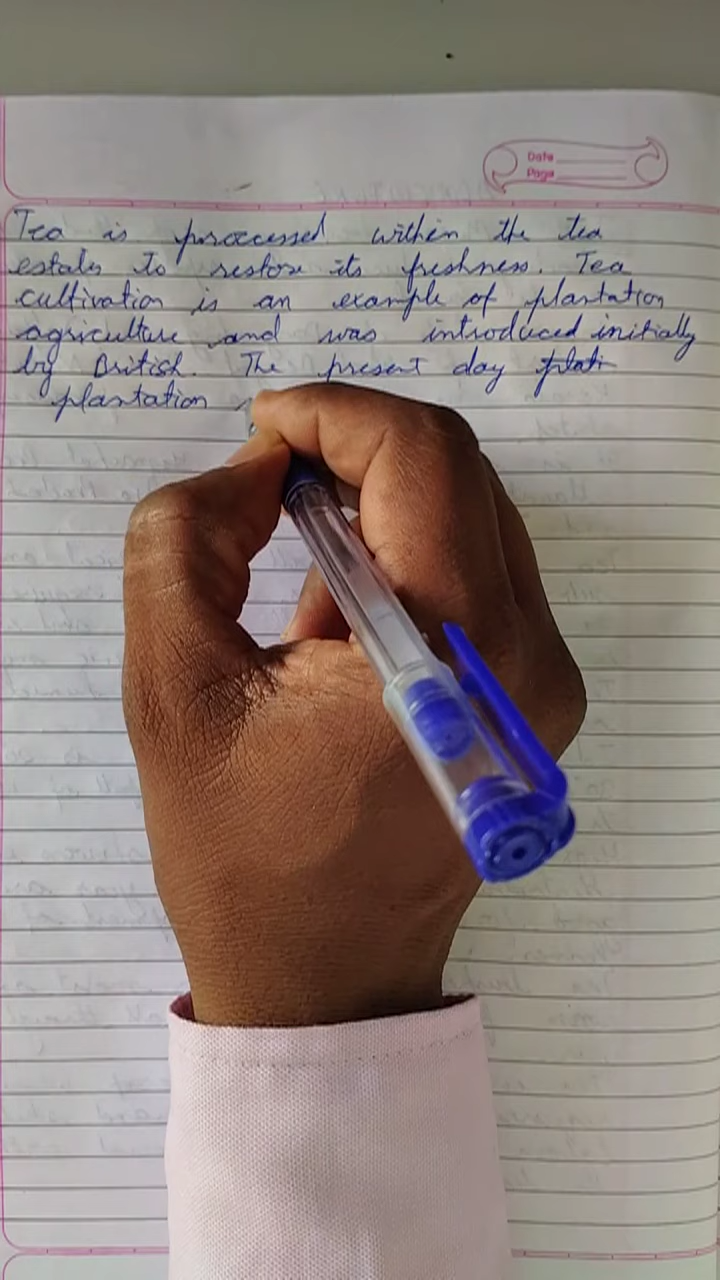 Date
Page
Tea is processed within the tea
estates to restore its freshness. Tea
cultivation is an example of plantation
agriculture and was introduced initially
by British. The present day plati
plantation